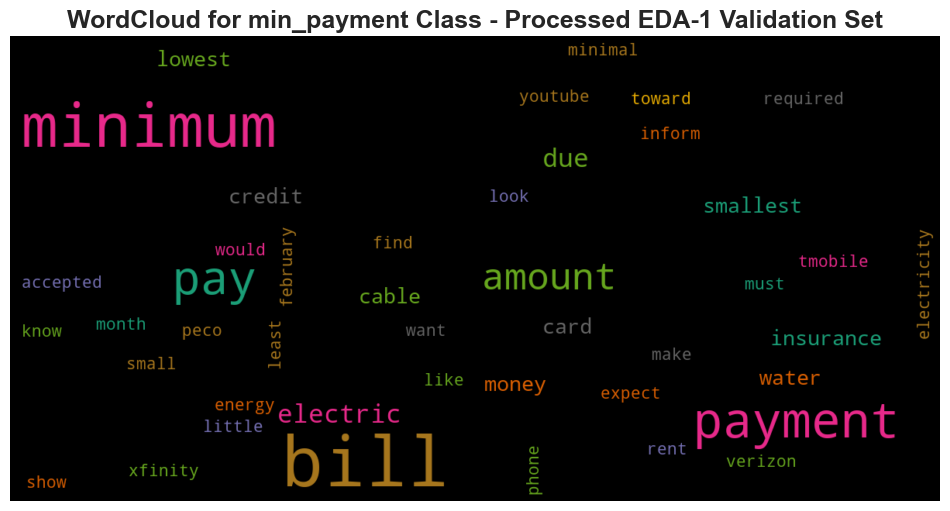 WordCloud for min_payment Class - Processed EDA-1 Validation Set
minimal
lowest
youtube
toward
required
minimum
inform
due
credit
look
smallest
would
find
february
electricity
tmobile
pay
amount
accepted
must
cable
month
card
know
peco
want
least
insurance
make
small
like
money
water
expect
energy
electric
payment
little
rent
bill
verizon
xfinity
phone
show